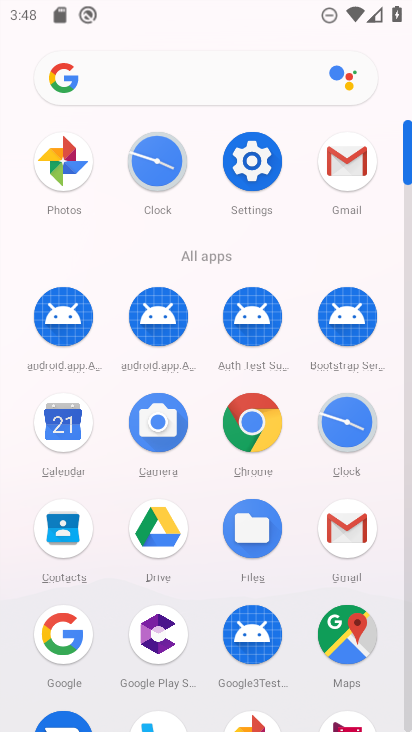 3:48
Photos Clock Settings Gmail
All apps
android.app.A... android.app.A... Auth Test Su... Bootstrap Ser...
21
Calendar Camera Chrome Clock
Contacts Drive Files Gmail
Google Google Play S... Google3Test... Maps